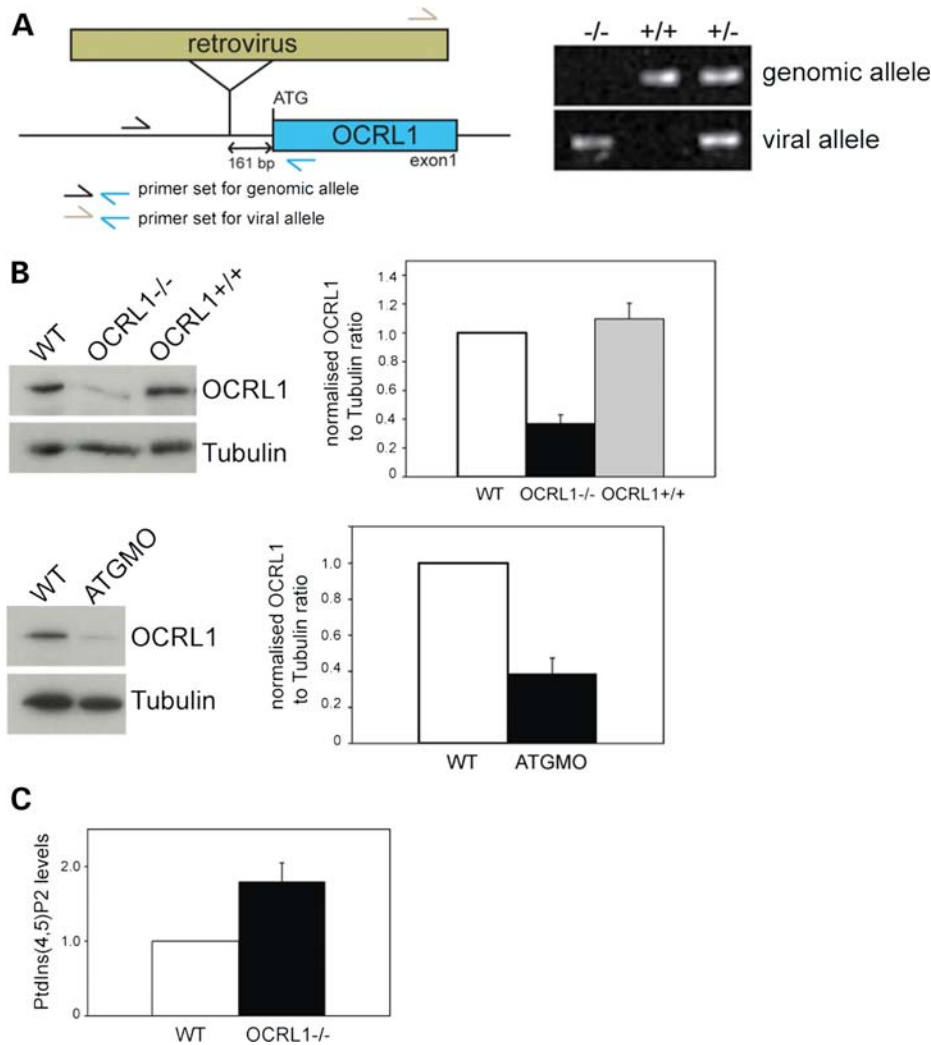 A
retrovirus
ATG
OCRL1
161 bp
exon1
primer set for genomic allele
primer set for viral allele
-/- +/+ +/-
genomic allele
viral allele
B
WT OCRL1-/- OCRL1+/+
OCRL1
Tubulin
normalised OCRL1
to Tubulin ratio
1.4
1.2
1.0
0.8
0.6
0.4
0.2
0
WT OCRL1-/- OCRL1+/+
WT ATGMO
OCRL1
Tubulin
normalised OCRL1
to Tubulin ratio
1.0
0.8
0.6
0.4
0.2
0
WT ATGMO
C
PtdIns(4,5)P2 levels
2.0
1.0
0
WT OCRL1-/-